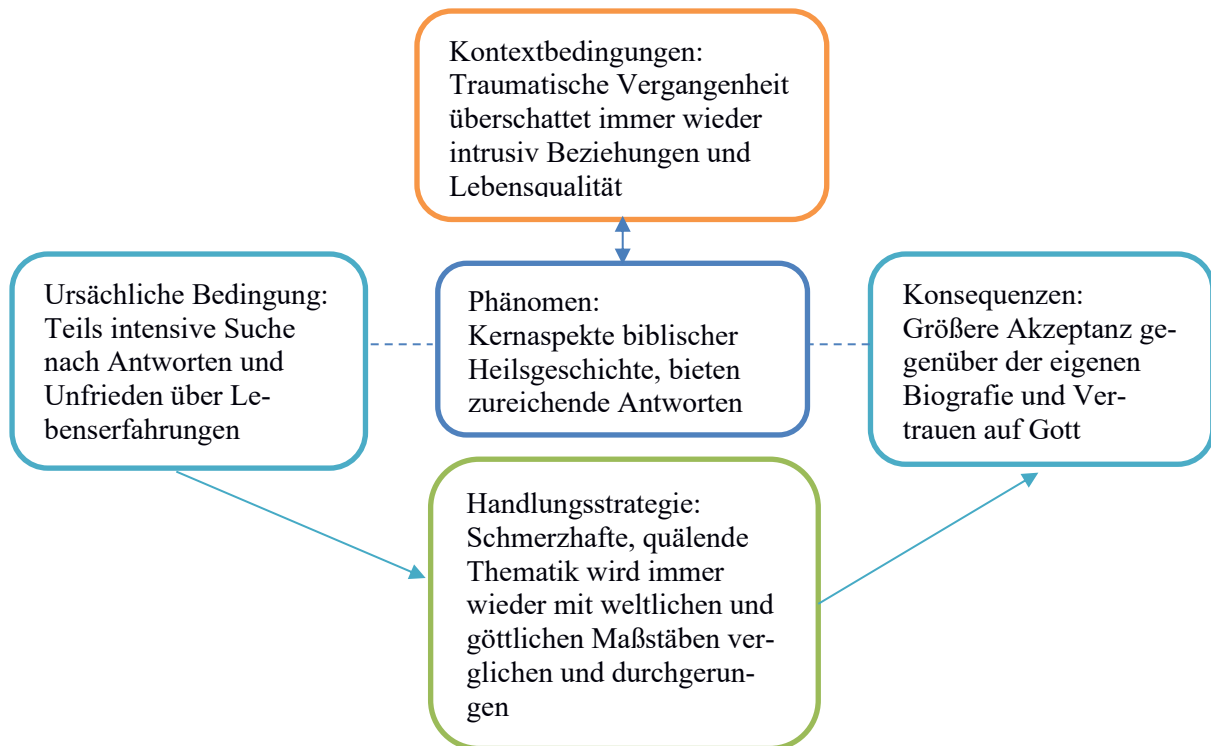 Kontextbedingungen:
Traumatische Vergangenheit
überschattet immer wieder
intrusiv Beziehungen und
Lebensqualität
Ursächliche Bedingung:
Teils intensive Suche
nach Antworten und
Unfrieden über Le-
benserfahrungen
Phänomen:
Kernaspekte biblischer
Heilsgeschichte, bieten
zureichende Antworten
Konsequenzen:
Größere Akzeptanz ge-
genüber der eigenen
Biografie und Ver-
trauen auf Gott
Handlungsstrategie:
Schmerzhafte, quälende
Thematik wird immer
wieder mit weltlichen und
göttlichen Maßstäben ver-
glichen und durchgerun-
gen